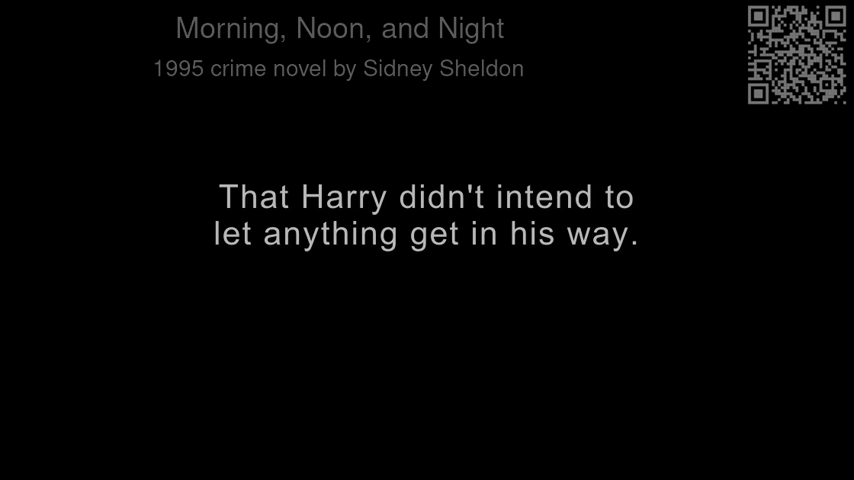 Morning, Noon, and Night
1995 crime novel by Sidney Sheldon
That Harry didn't intend to
let anything get in his way.